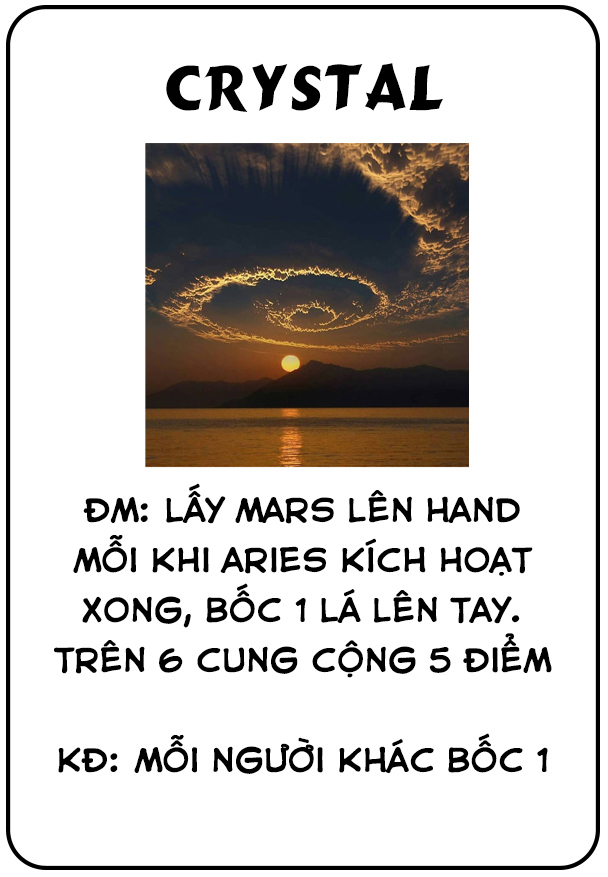 CRYSTAL
ĐM: LẤY MARS LÊN HAND
MỖI KHI ARIES KÍCH HOẠT
XONG, BỐC 1 LÁ LÊN TAY.
TRÊN 6 CUNG CỘNG 5 ĐIỂM
KĐ: MỖI NGƯỜI KHÁC BỐC 1